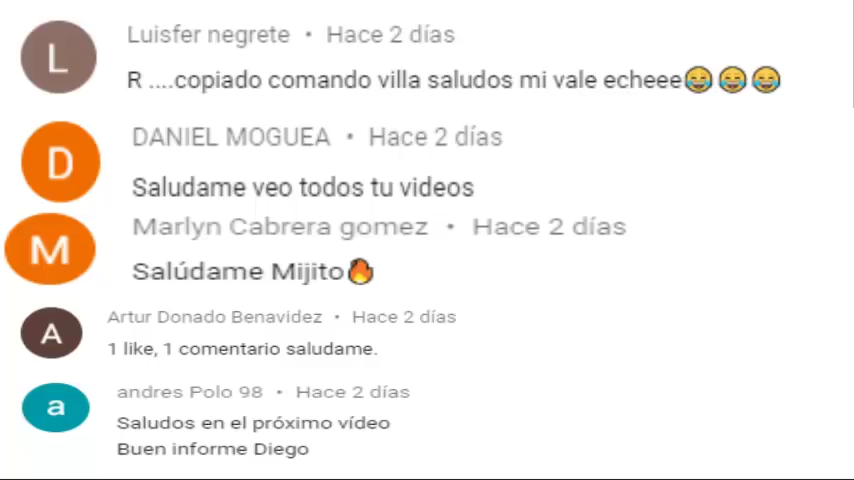 L
Luisfer negrete • Hace 2 días
R ....copiado comando villa saludos mi vale echeee😂😂😂
D
DANIEL MOGUEA • Hace 2 días
Saludame veo todos tu videos
M
Marlyn Cabrera gomez • Hace 2 días
Salúdame Mijito🔥
A
Artur Donado Benavidez • Hace 2 días
1 like, 1 comentario saludame.
a
andres Polo 98 • Hace 2 días
Saludos en el próximo vídeo
Buen informe Diego